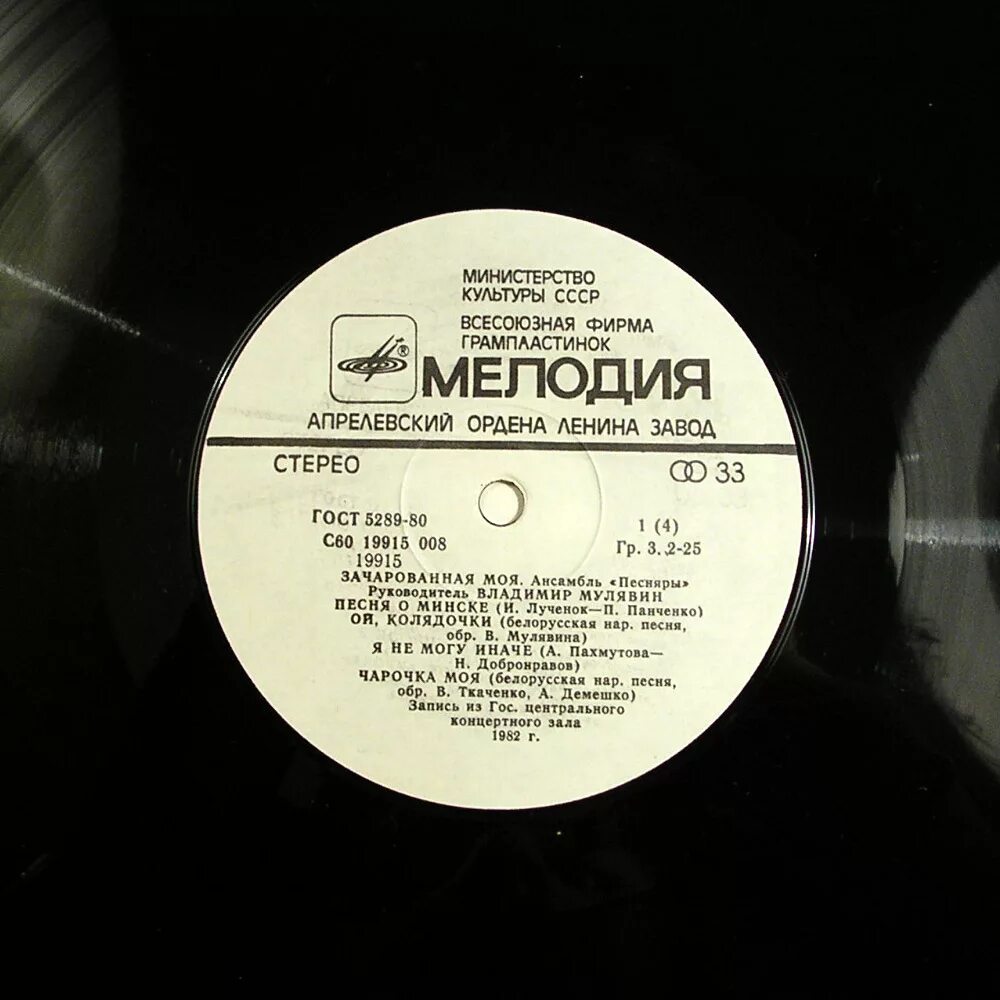 МИНИСТЕРСТВО
КУЛЬТУРЫ СССР
ВСЕСОЮЗНАЯ ФИРМА
ГРАМПЛАСТИНОК
®
МЕЛОДИЯ
АПРЕЛЕВСКИЙ ОРДЕНА ЛЕНИНА ЗАВОД
СТЕРЕО
33
ГОСТ 5289-80
1 (4)
С60 19915 008
Гр. 3. 2-25
19915
ЗАЧАРОВАННАЯ МОЯ. Ансамбль «Песняры»
Руководитель ВЛАДИМИР МУЛЯВИН
ПЕСНЯ О МИНСКЕ (И. Лученок—П. Панченко)
ОЙ, КОЛЯДОЧКИ (белорусская нар. песня,
обр. В. Мулявина)
Я НЕ МОГУ ИНАЧЕ (А. Пахмутова—
Н. Добронравов)
ЧАРОЧКА МОЯ (белорусская нар. песня,
обр. В. Ткаченко, А. Демешко)
Запись из Гос. центрального
концертного зала
1982 г.